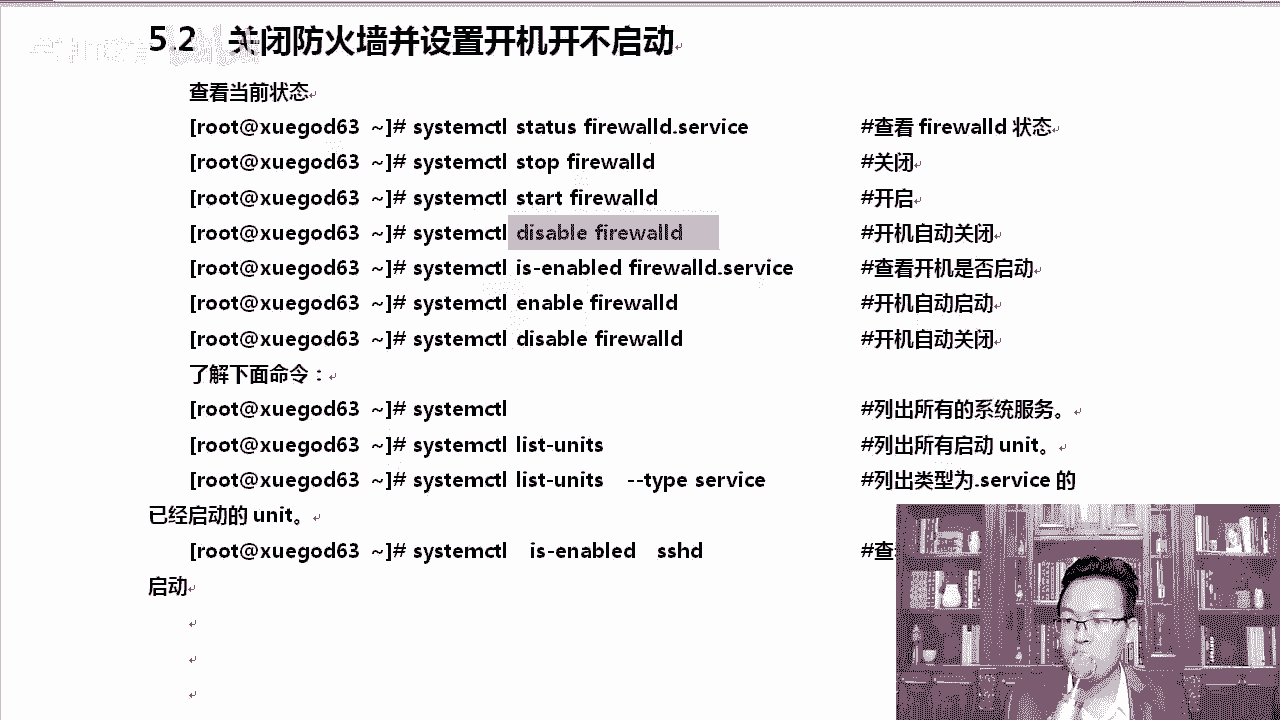 5.2 关闭防火墙并设置开机开不启动
查看当前状态
[root@xuegod63 ~]# systemctl status firewalld.service #查看 firewalld 状态
[root@xuegod63 ~]# systemctl stop firewalld #关闭
[root@xuegod63 ~]# systemctl start firewalld #开启
[root@xuegod63 ~]# systemctl disable firewalld #开机自动关闭
[root@xuegod63 ~]# systemctl is-enabled firewalld.service #查看开机是否启动
[root@xuegod63 ~]# systemctl enable firewalld #开机自动启动
[root@xuegod63 ~]# systemctl disable firewalld #开机自动关闭
了解下面命令：
[root@xuegod63 ~]# systemctl #列出所有的系统服务。
[root@xuegod63 ~]# systemctl list-units #列出所有启动 unit。
[root@xuegod63 ~]# systemctl list-units --type service #列出类型为.service 的
已经启动的 unit。
[root@xuegod63 ~]# systemctl is-enabled sshd #查
启动